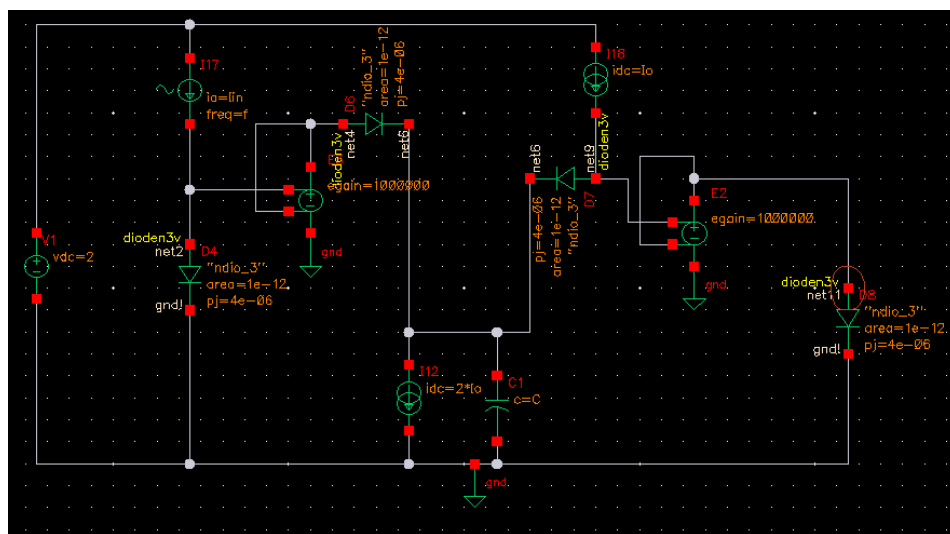 I17
ia=Iin
freq=f
D6
"ndio_3"
area=1e-12
pj=4e-06
net4
net6
dioden3v
egain=1000000
gnd
I18
idc=Io
dioden3v
net6
net9
D7
pj=4e-06
area=1e-12
"ndio_3"
E2
egain=1000000
gnd
V1
vdc=2
dioden3v
net2
D4
"ndio_3"
area=1e-12
pj=4e-06
gnd!
dioden3v
net11
D8
"ndio_3"
area=1e-12
pj=4e-06
gnd!
I12
idc=2*Io
C1
c=C
gnd